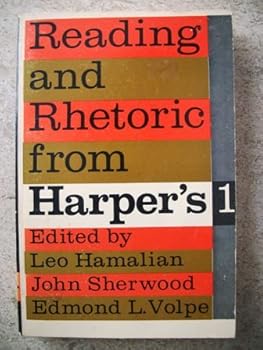 Reading
and
Rhetoric
from
Harper's 1
Edited by
Leo Hamalian
John Sherwood
Edmond L. Volpe